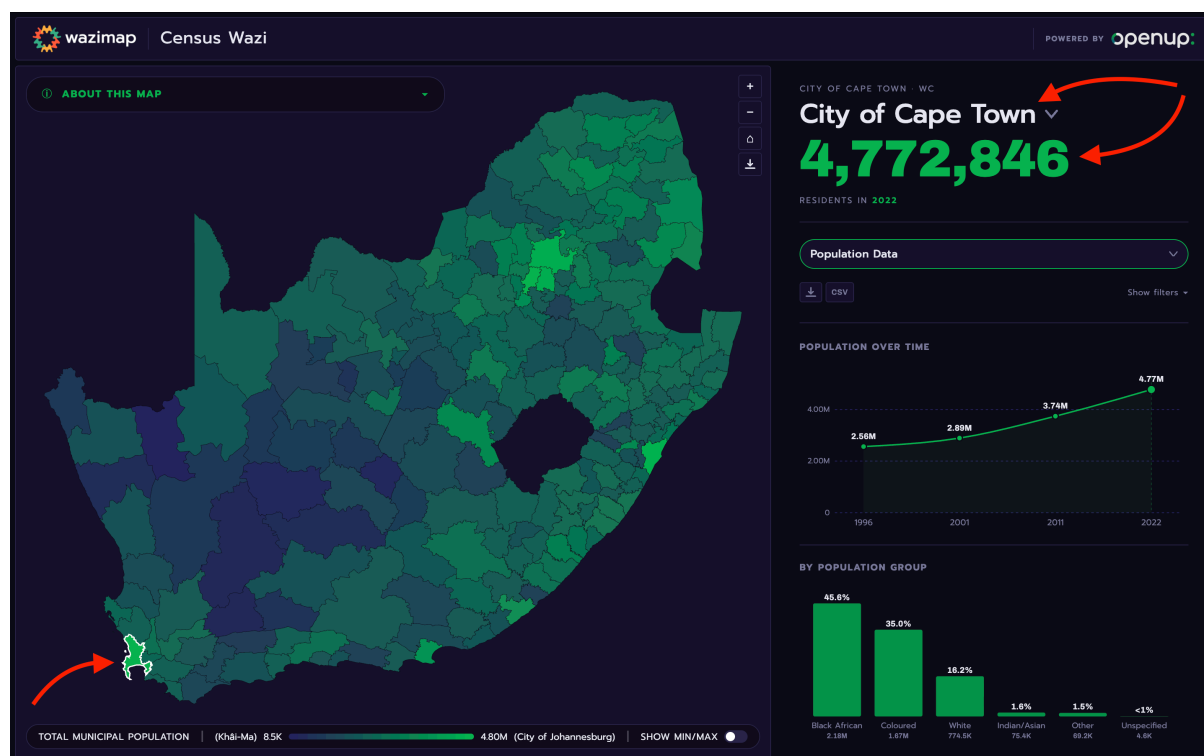 wazimap
Census Wazi
POWERED BY openup:
ABOUT THIS MAP
+
−
CITY OF CAPE TOWN · WC
City of Cape Town
4,772,846
RESIDENTS IN 2022
Population Data
CSV
Show filters
POPULATION OVER TIME
4.77M
3.74M
2.89M
2.56M
4.00M
2.00M
0
1996 2001 2011 2022
BY POPULATION GROUP
45.6% 35.0% 16.2% 1.6% 1.5% <1%
Black African Coloured White Indian/Asian Other Unspecified
2.18M 1.67M 774.5K 75.4K 69.2K 4.6K
TOTAL MUNICIPAL POPULATION | (Khâi-Ma) 8.5K 4.80M (City of Johannesburg) | SHOW MIN/MAX